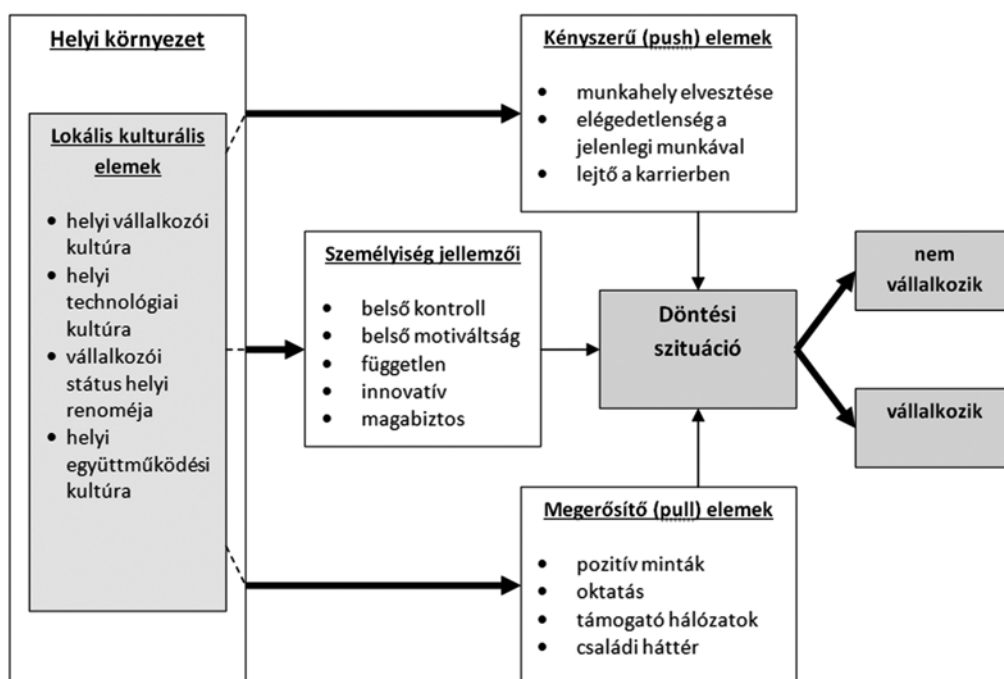 Helyi környezet
Lokális kulturális
elemek
• helyi vállalkozói
kultúra
• helyi
technológiai
kultúra
• vállalkozói
státus helyi
renoméja
• helyi
együttműködési
kultúra
Kényszerű (push) elemek
• munkahely elvesztése
• elégedetlenség a
jelenlegi munkával
• lejtő a karrierben
Személyiség jellemzői
• belső kontroll
• belső motiváltság
• független
• innovatív
• magabiztos
Megerősítő (pull) elemek
• pozitív minták
• oktatás
• támogató hálózatok
• családi háttér
Döntési
szituáció
nem
vállalkozik
vállalkozik